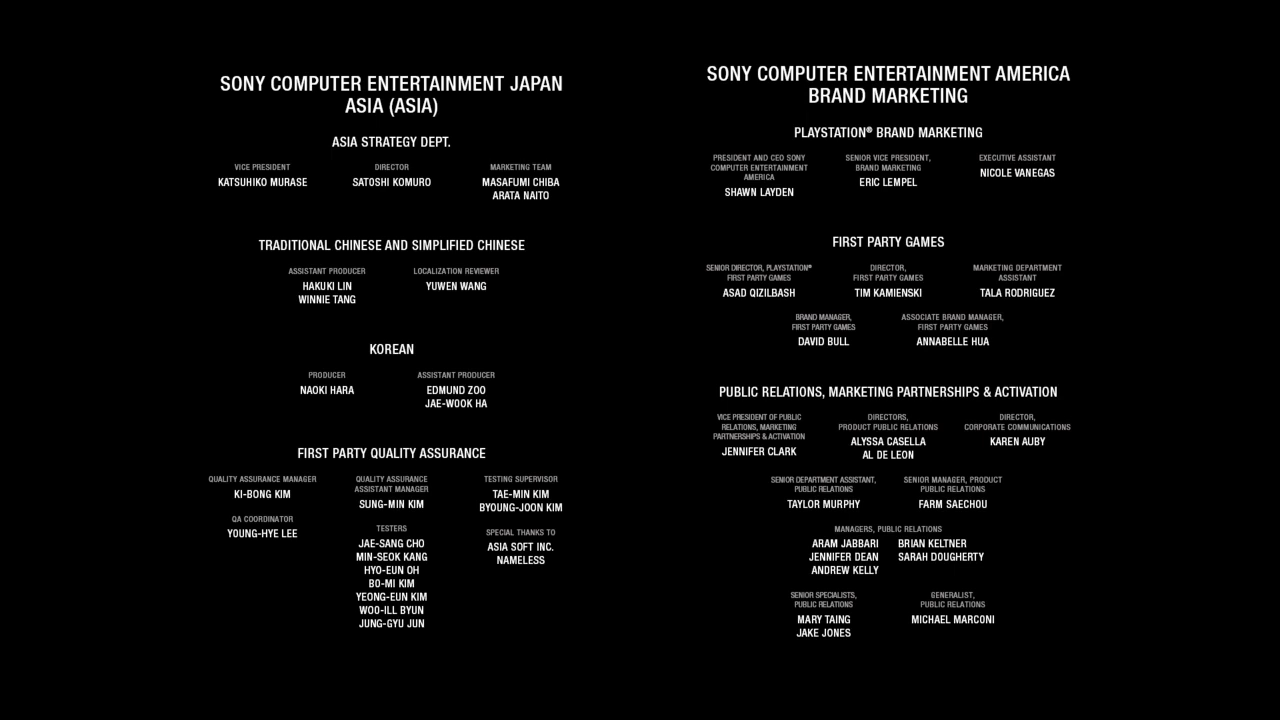 SONY COMPUTER ENTERTAINMENT JAPAN
ASIA (ASIA)
ASIA STRATEGY DEPT.
VICE PRESIDENT
KATSUHIKO MURASE
DIRECTOR
SATOSHI KOMURO
MARKETING TEAM
MASAFUMI CHIBA
ARATA NAITO
TRADITIONAL CHINESE AND SIMPLIFIED CHINESE
ASSISTANT PRODUCER
HAKUKI LIN
WINNIE TANG
LOCALIZATION REVIEWER
YUWEN WANG
KOREAN
PRODUCER
NAOKI HARA
ASSISTANT PRODUCER
EDMUND ZOO
JAE-WOOK HA
FIRST PARTY QUALITY ASSURANCE
QUALITY ASSURANCE MANAGER
KI-BONG KIM
QA COORDINATOR
YOUNG-HYE LEE
QUALITY ASSURANCE
ASSISTANT MANAGER
SUNG-MIN KIM
TESTERS
JAE-SANG CHO
MIN-SEOK KANG
HYO-EUN OH
BO-MI KIM
YEONG-EUN KIM
WOO-ILL BYUN
JUNG-GYU JUN
TESTING SUPERVISOR
TAE-MIN KIM
BYOUNG-JOON KIM
SPECIAL THANKS TO
ASIA SOFT INC.
NAMELESS
SONY COMPUTER ENTERTAINMENT AMERICA
BRAND MARKETING
PLAYSTATION® BRAND MARKETING
PRESIDENT AND CEO SONY
COMPUTER ENTERTAINMENT
AMERICA
SHAWN LAYDEN
SENIOR VICE PRESIDENT,
BRAND MARKETING
ERIC LEMPEL
EXECUTIVE ASSISTANT
NICOLE VANEGAS
FIRST PARTY GAMES
SENIOR DIRECTOR, PLAYSTATION®
FIRST PARTY GAMES
ASAD QIZILBASH
DIRECTOR,
FIRST PARTY GAMES
TIM KAMIENSKI
MARKETING DEPARTMENT
ASSISTANT
TALA RODRIGUEZ
BRAND MANAGER,
FIRST PARTY GAMES
DAVID BULL
ASSOCIATE BRAND MANAGER,
FIRST PARTY GAMES
ANNABELLE HUA
PUBLIC RELATIONS, MARKETING PARTNERSHIPS & ACTIVATION
VICE PRESIDENT OF PUBLIC
RELATIONS, MARKETING
PARTNERSHIPS & ACTIVATION
JENNIFER CLARK
DIRECTORS,
PRODUCT PUBLIC RELATIONS
ALYSSA CASELLA
AL DE LEON
DIRECTOR,
CORPORATE COMMUNICATIONS
KAREN AUBY
SENIOR DEPARTMENT ASSISTANT,
PUBLIC RELATIONS
TAYLOR MURPHY
SENIOR MANAGER, PRODUCT
PUBLIC RELATIONS
FARM SAECHOU
MANAGERS, PUBLIC RELATIONS
ARAM JABBARI
JENNIFER DEAN
ANDREW KELLY
BRIAN KELTNER
SARAH DOUGHERTY
SENIOR SPECIALISTS,
PUBLIC RELATIONS
MARY TAING
JAKE JONES
GENERALIST,
PUBLIC RELATIONS
MICHAEL MARCONI